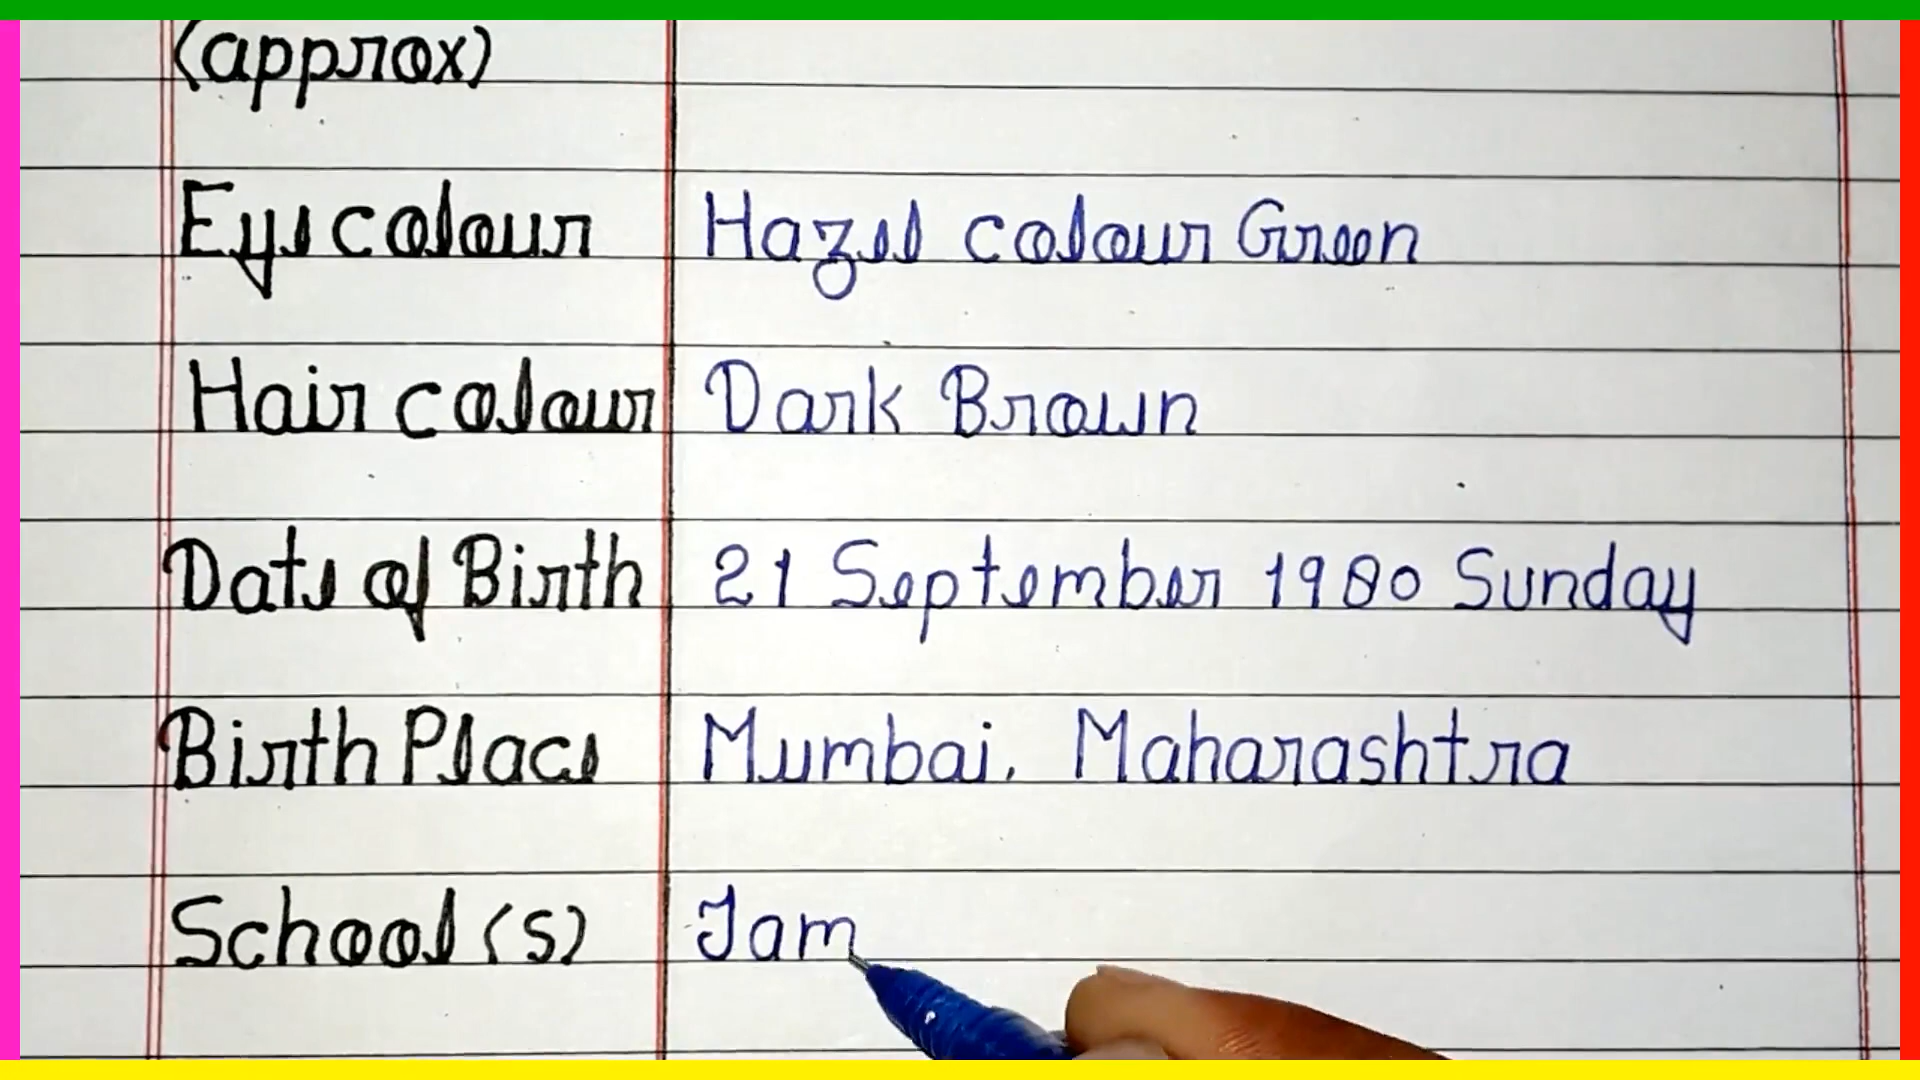 (approx)
Eye colour Hazel colour Green
Hair colour Dark Brown
Date of Birth 21 September 1980 Sunday
Birth Place Mumbai, Maharashtra
School (s) Jam